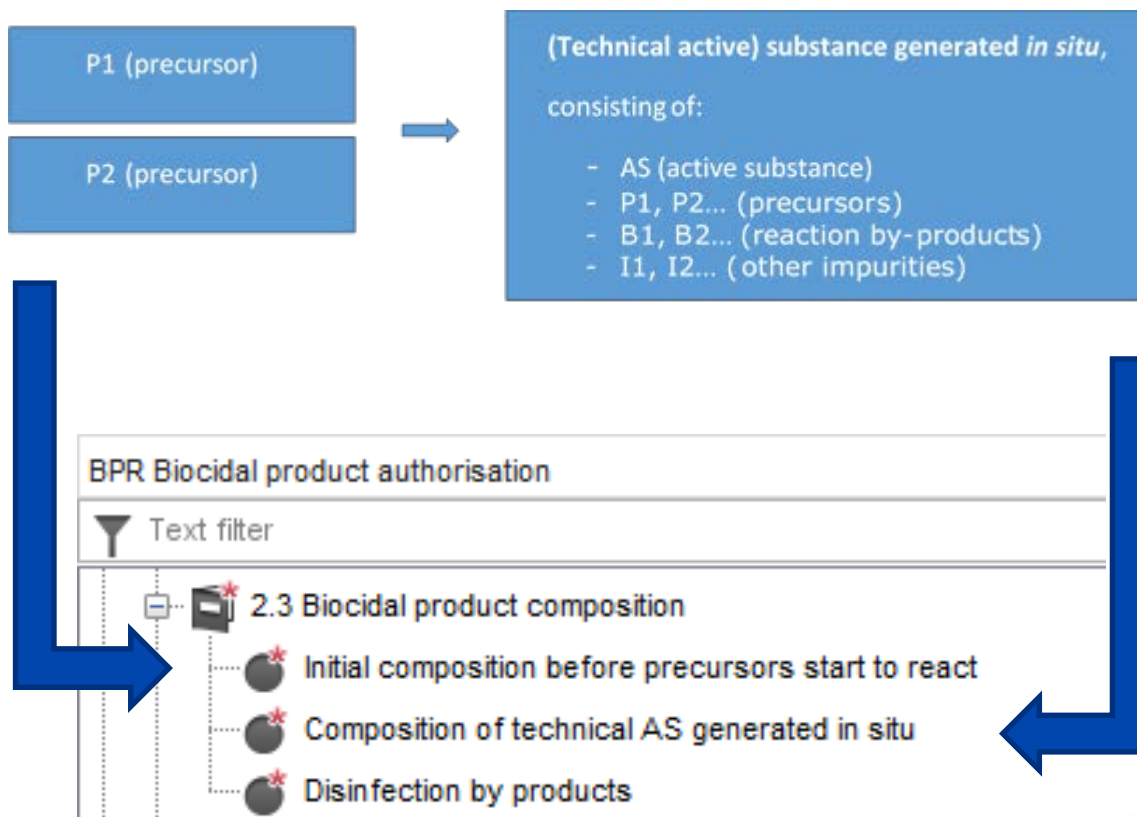 P1 (precursor)
P2 (precursor)
(Technical active) substance generated in situ,
consisting of:
- AS (active substance)
- P1, P2... (precursors)
- B1, B2... (reaction by-products)
- I1, I2... (other impurities)
BPR Biocidal product authorisation
Text filter
2.3 Biocidal product composition
Initial composition before precursors start to react
Composition of technical AS generated in situ
Disinfection by products